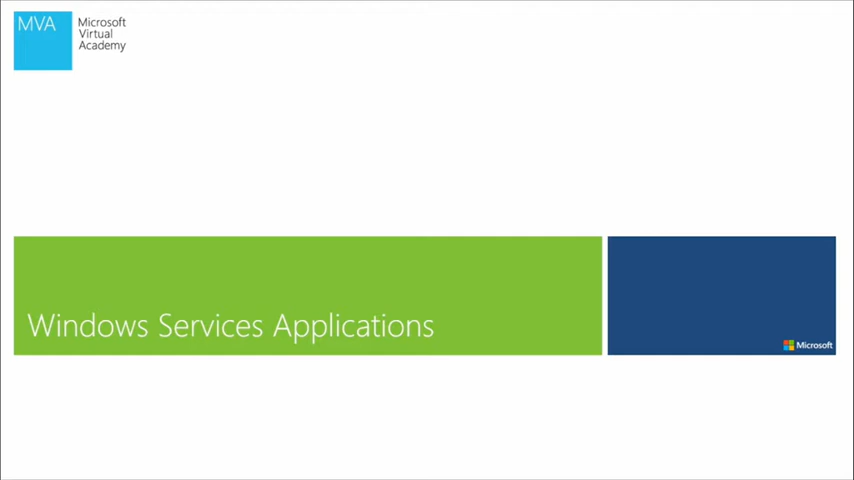 MVA
Microsoft
Virtual
Academy
Windows Services Applications
Microsoft